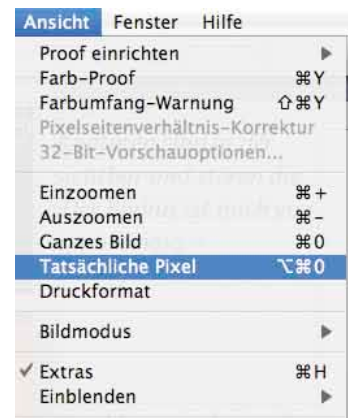 Ansicht Fenster Hilfe
Proof einrichten ▶
Farb-Proof ⌘Y
Farbumfang-Warnung ⇧⌘Y
Pixelseitenverhältnis-Korrektur
32-Bit-Vorschauoptionen...
Einzoomen ⌘+
Auszoomen ⌘-
Ganzes Bild ⌘0
Tatsächliche Pixel ⌥⌘0
Druckformat
Bildmodus ▶
✓ Extras ⌘H
Einblenden ▶